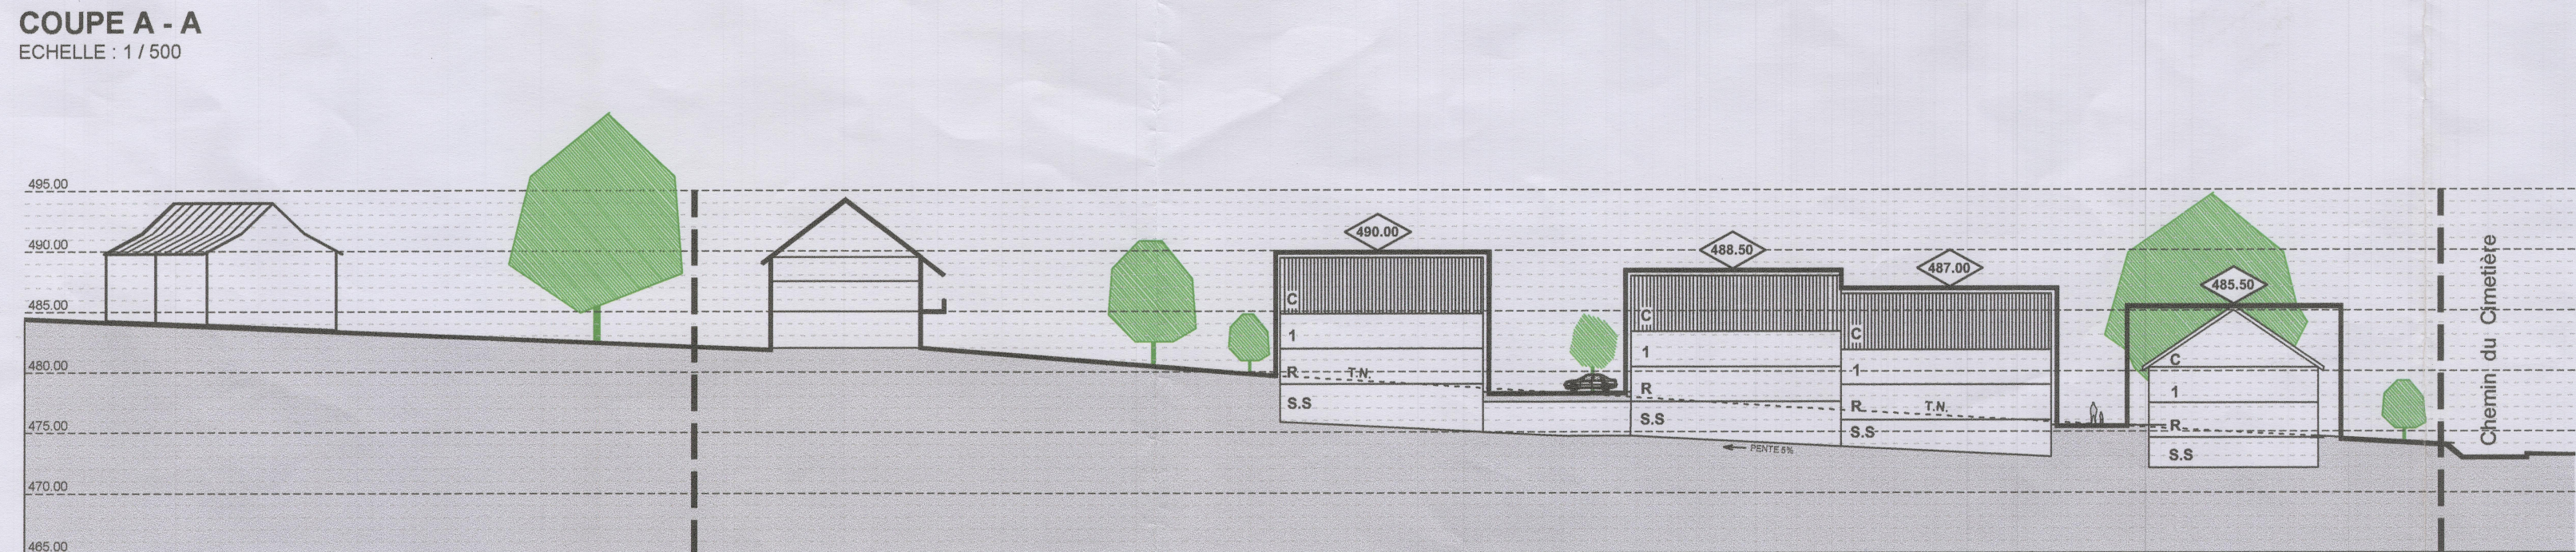 COUPE A - A
ECHELLE : 1 / 500
495.00
490.00
485.00
480.00
475.00
470.00
465.00
490.00
C
1
R
T.N.
S.S
488.50
C
1
R
S.S
487.00
C
1
R
T.N.
S.S
PENTE 5%
485.50
C
1
R
S.S
Chemin du Cimetière